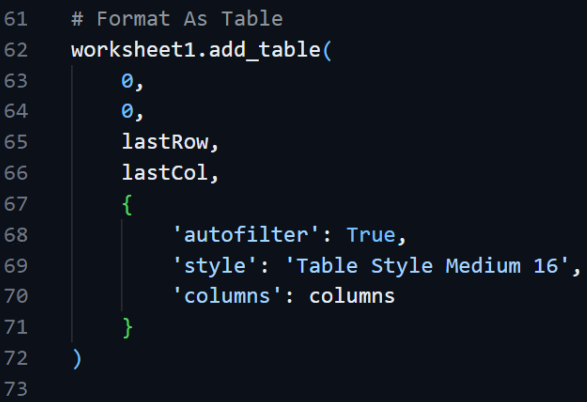 61 # Format As Table
62 worksheet1.add_table(
63     0,
64     0,
65     lastRow,
66     lastCol,
67     {
68         'autofilter': True,
69         'style': 'Table Style Medium 16',
70         'columns': columns
71     }
72 )
73